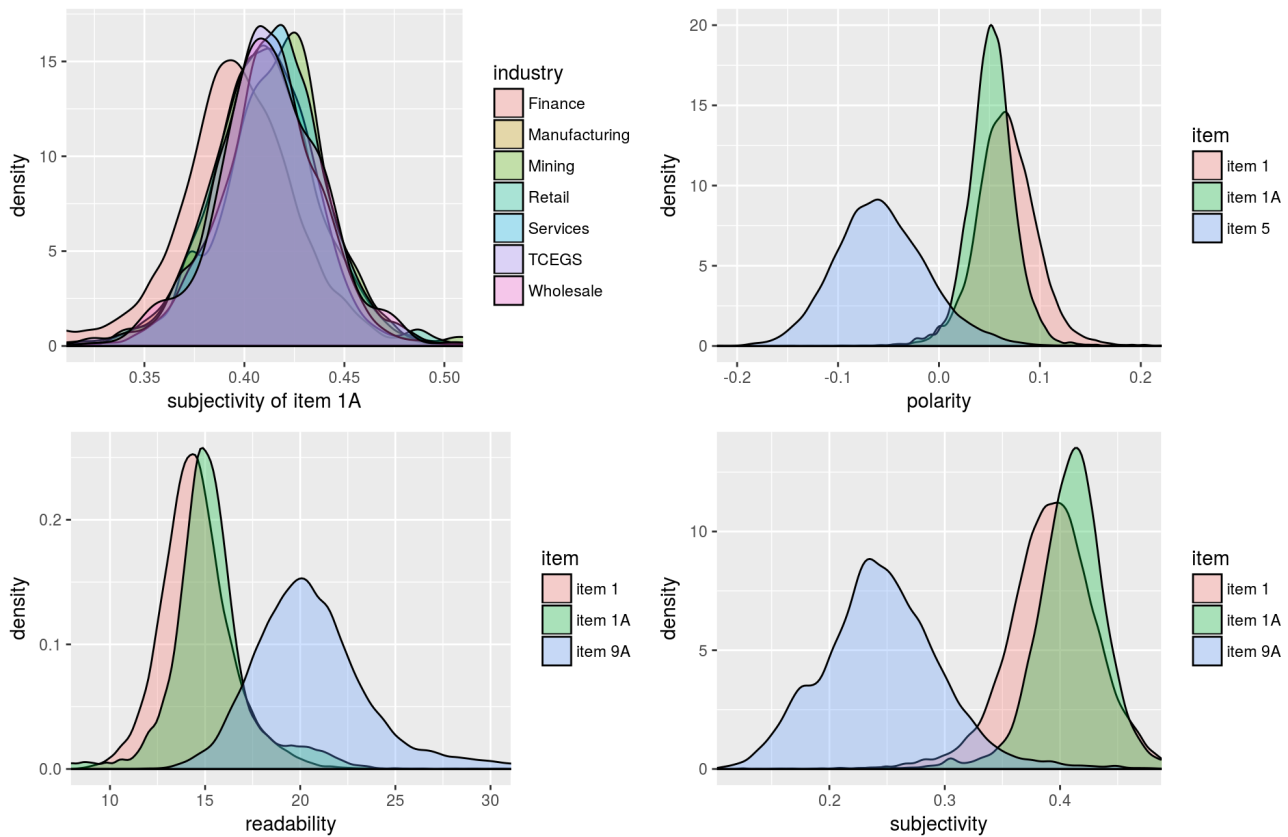 density
15
10
5
0
0.35 0.40 0.45 0.50
subjectivity of item 1A
industry
Finance
Manufacturing
Mining
Retail
Services
TCEGS
Wholesale
density
20
15
10
5
0
-0.2 -0.1 0.0 0.1 0.2
polarity
item
item 1
item 1A
item 5
density
0.2
0.1
0.0
10 15 20 25 30
readability
item
item 1
item 1A
item 9A
density
10
5
0
0.2 0.3 0.4
subjectivity
item
item 1
item 1A
item 9A